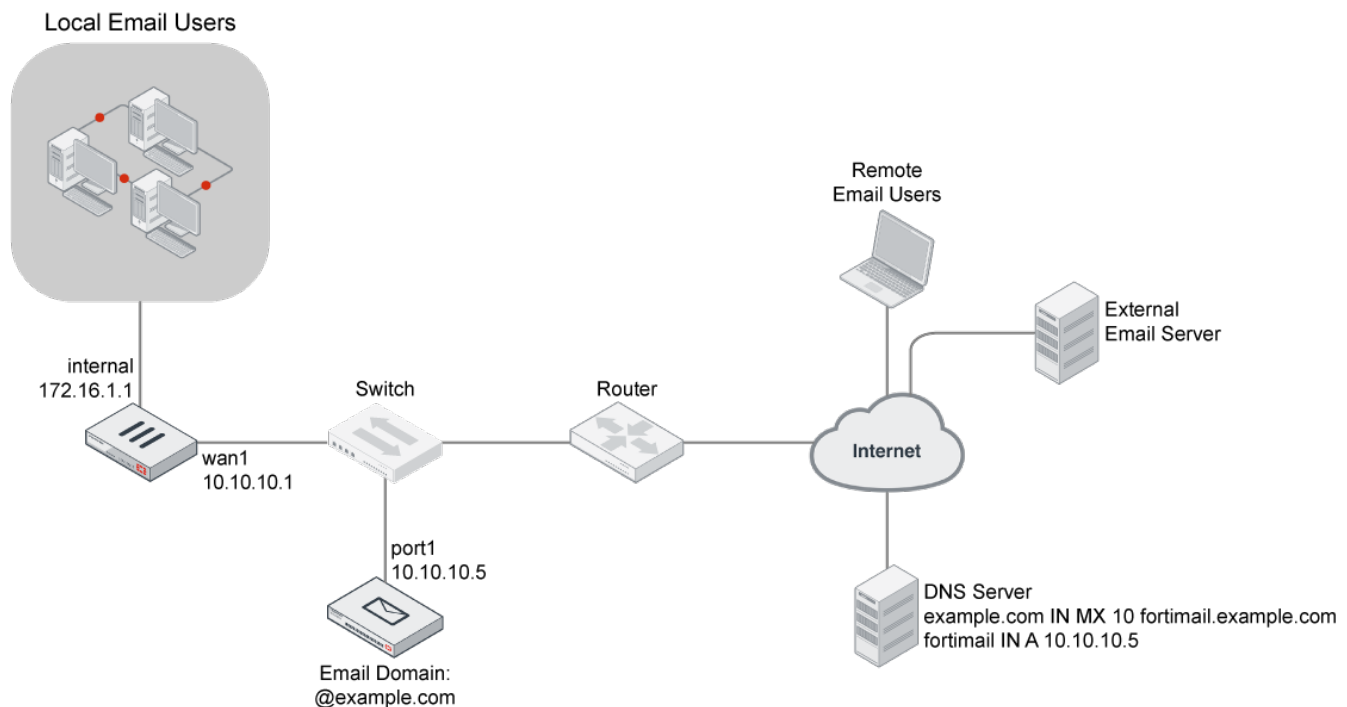 Local Email Users
Remote
Email Users
External
Email Server
internal
172.16.1.1
Switch
Router
Internet
wan1
10.10.10.1
port1
10.10.10.5
DNS Server
example.com IN MX 10 fortimail.example.com
fortimail IN A 10.10.10.5
Email Domain:
@example.com